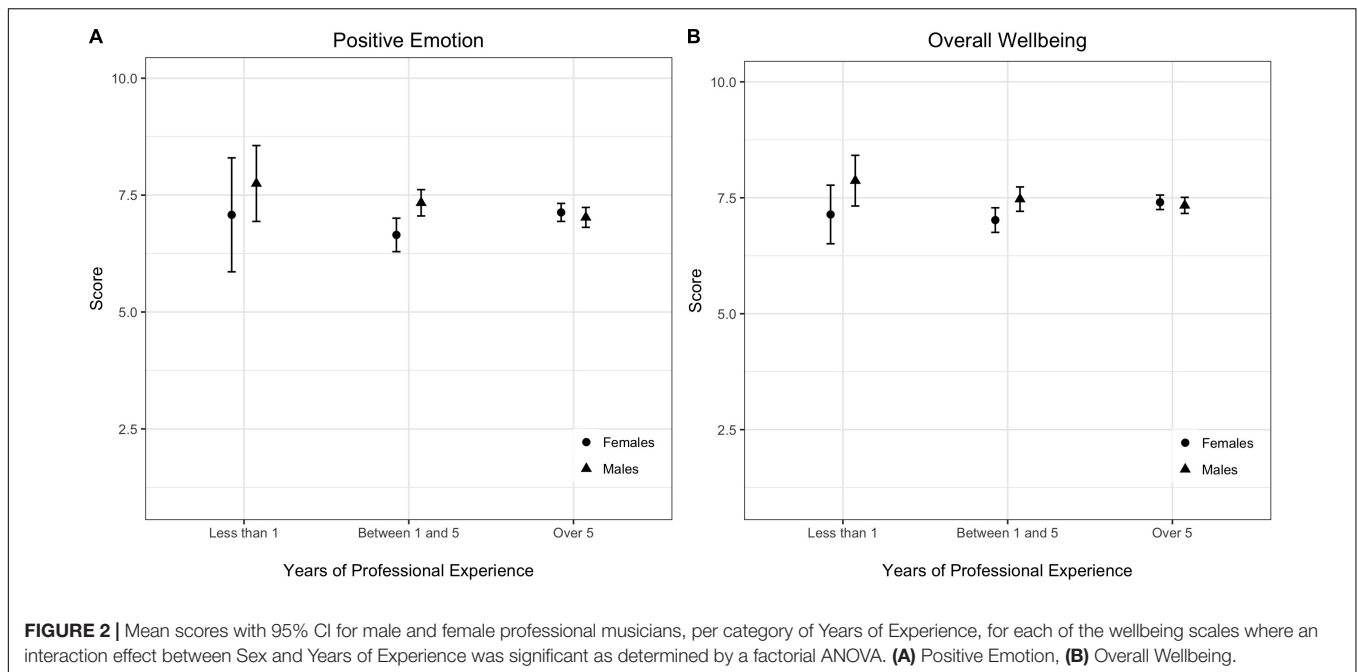 A
Positive Emotion
10.0
7.5
5.0
2.5
Score
Females
Males
Less than 1
Between 1 and 5
Over 5
Years of Professional Experience
B
Overall Wellbeing
10.0
7.5
5.0
2.5
Score
Females
Males
Less than 1
Between 1 and 5
Over 5
Years of Professional Experience
FIGURE 2 | Mean scores with 95% CI for male and female professional musicians, per category of Years of Experience, for each of the wellbeing scales where an
interaction effect between Sex and Years of Experience was significant as determined by a factorial ANOVA. (A) Positive Emotion, (B) Overall Wellbeing.